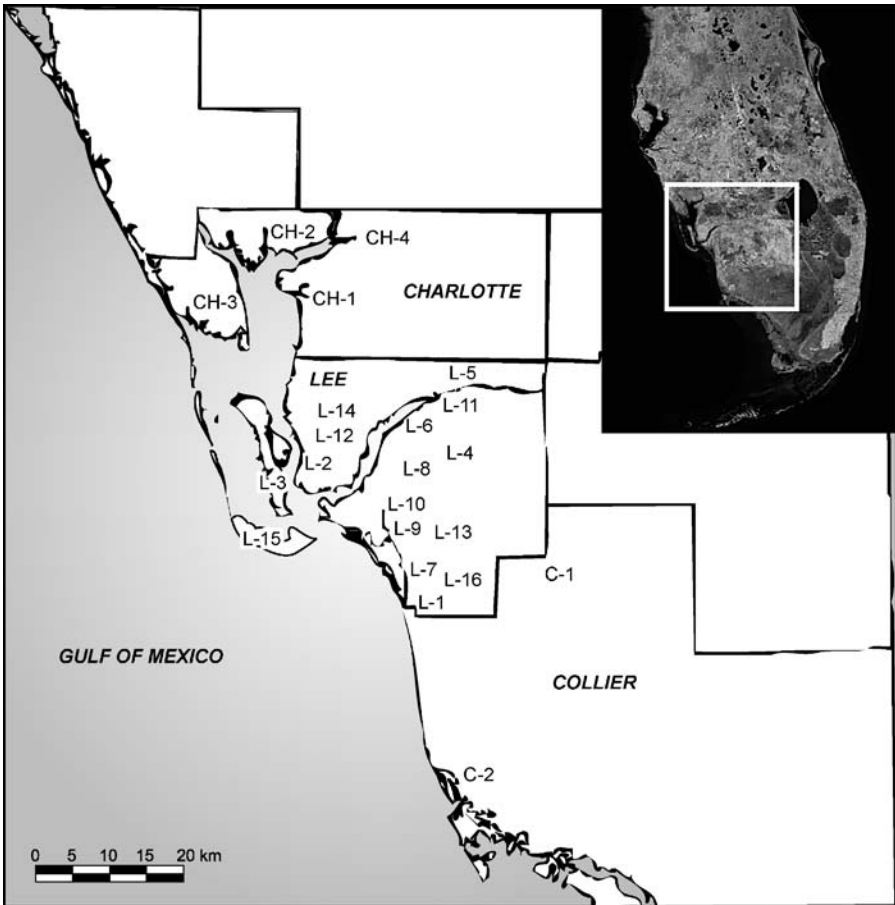 CH-2
CH-4
CH-3
CH-1
CHARLOTTE
LEE
L-5
L-14
L-11
L-12
L-6
L-2
L-4
L-8
L-3
L-10
L-9
L-13
L-15
L-7
L-16
C-1
L-1
GULF OF MEXICO
COLLIER
C-2
0 5 10 15 20 km